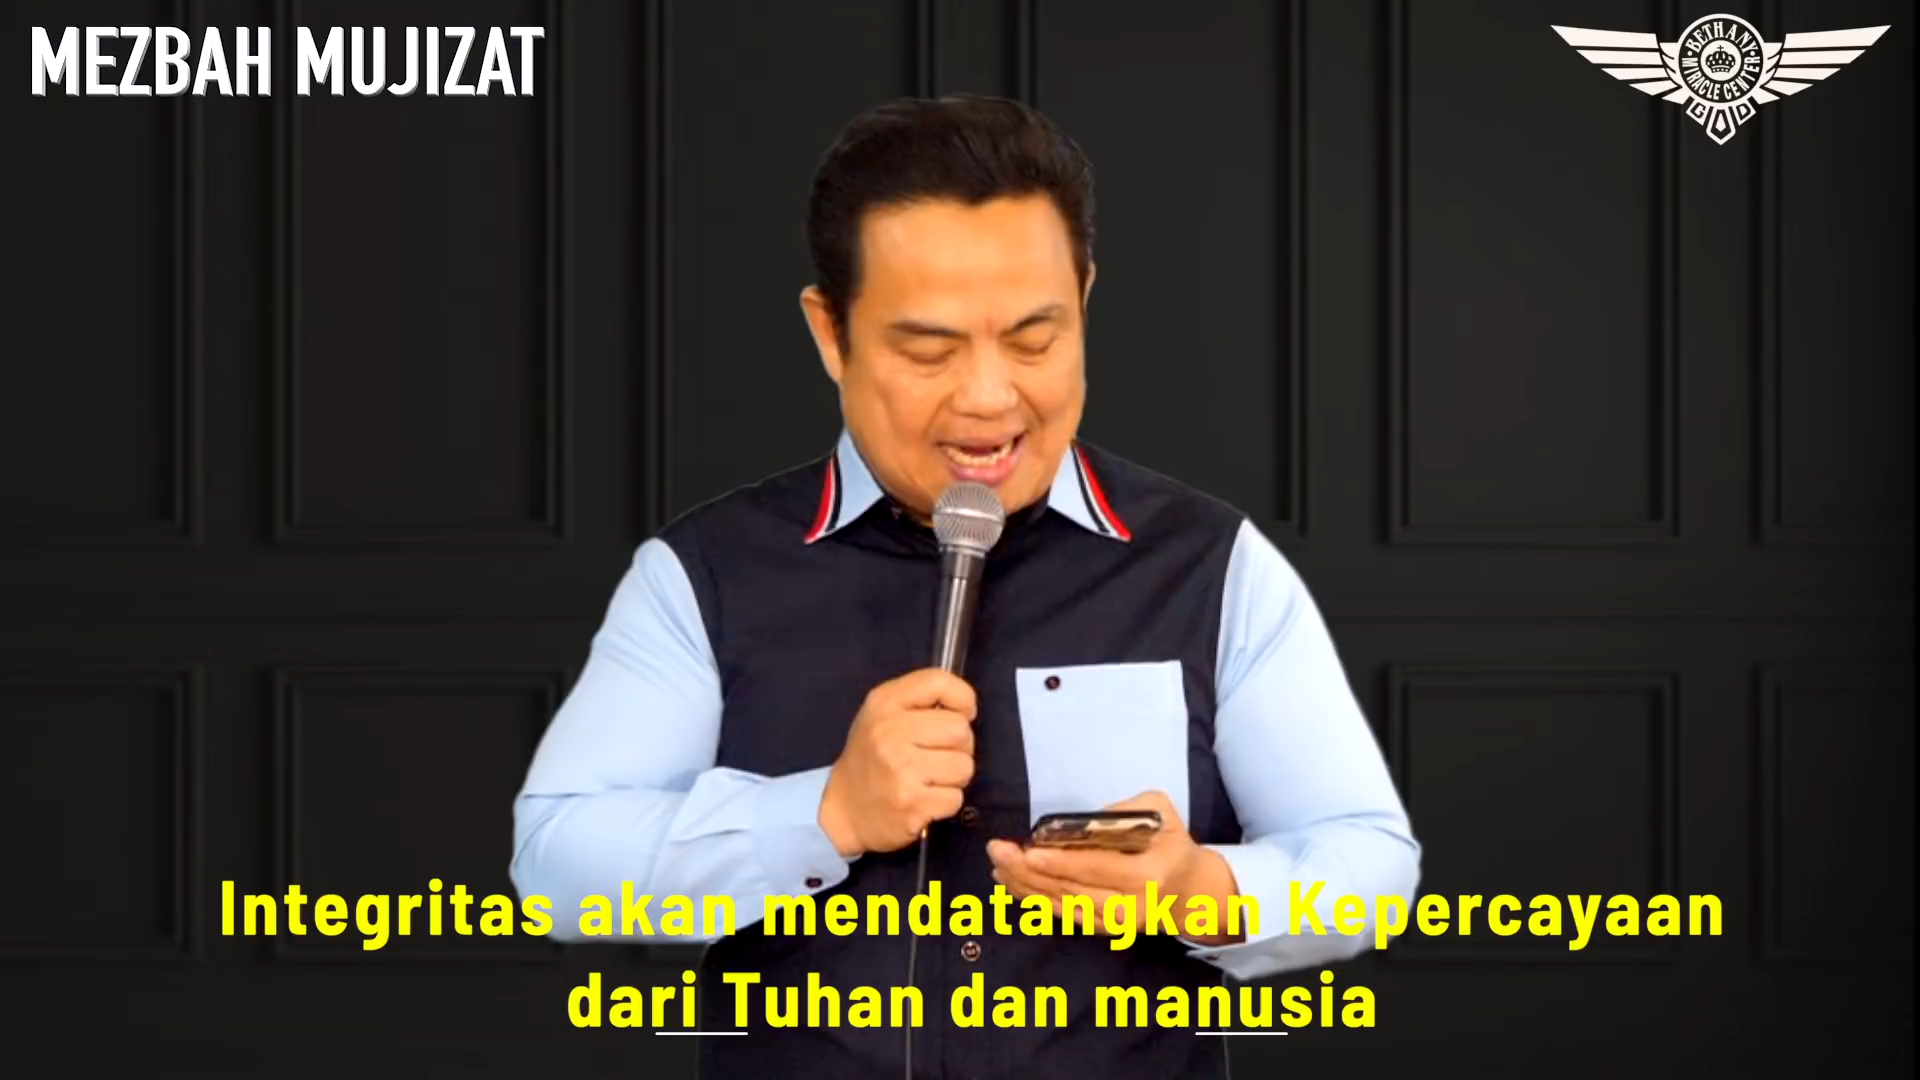 MEZBAH MUJIZAT
BETHANY
MIRACLE CENTER
GOD
Integritas akan mendatangkan Kepercayaan
dari Tuhan dan manusia